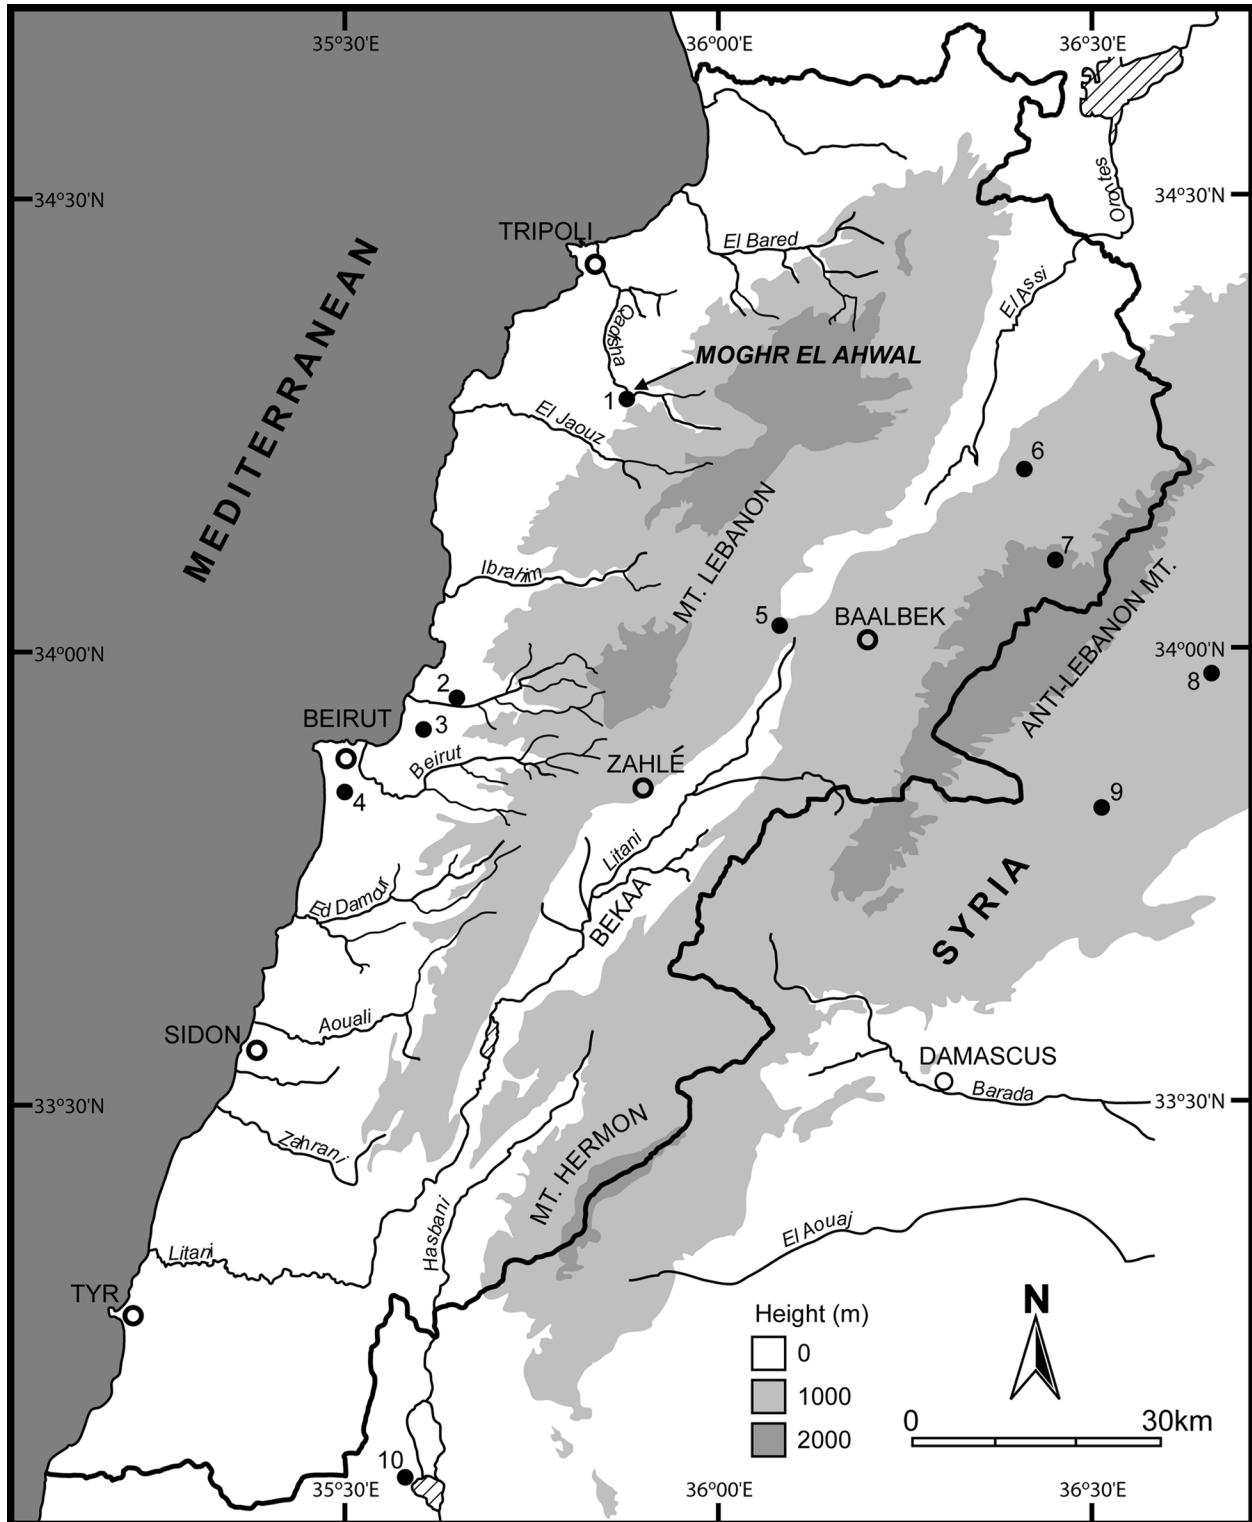 35°30'E
36°00'E
36°30'E
34°30'N
34°30'N
Orontes
TRIPOLI
El Bared
El Assi
MEDITERRANEAN
Qadisha
MOGHR EL AHWAL
1
El Jaouz
6
MT. LEBANON
7
Ibrahim
5
BAALBEK
34°00'N
34°00'N
ANTI-LEBANON MT.
8
2
BEIRUT
3
Beirut
ZAHLÉ
4
9
Litani
Ed Damour
BEKAA
SYRIA
Aouali
SIDON
DAMASCUS
Barada
33°30'N
33°30'N
Zahrani
MT. HERMON
Hasbani
El Aouaj
Litani
TYR
N
Height (m)
0
1000
2000
0 30km
10
35°30'E
36°00'E
36°30'E